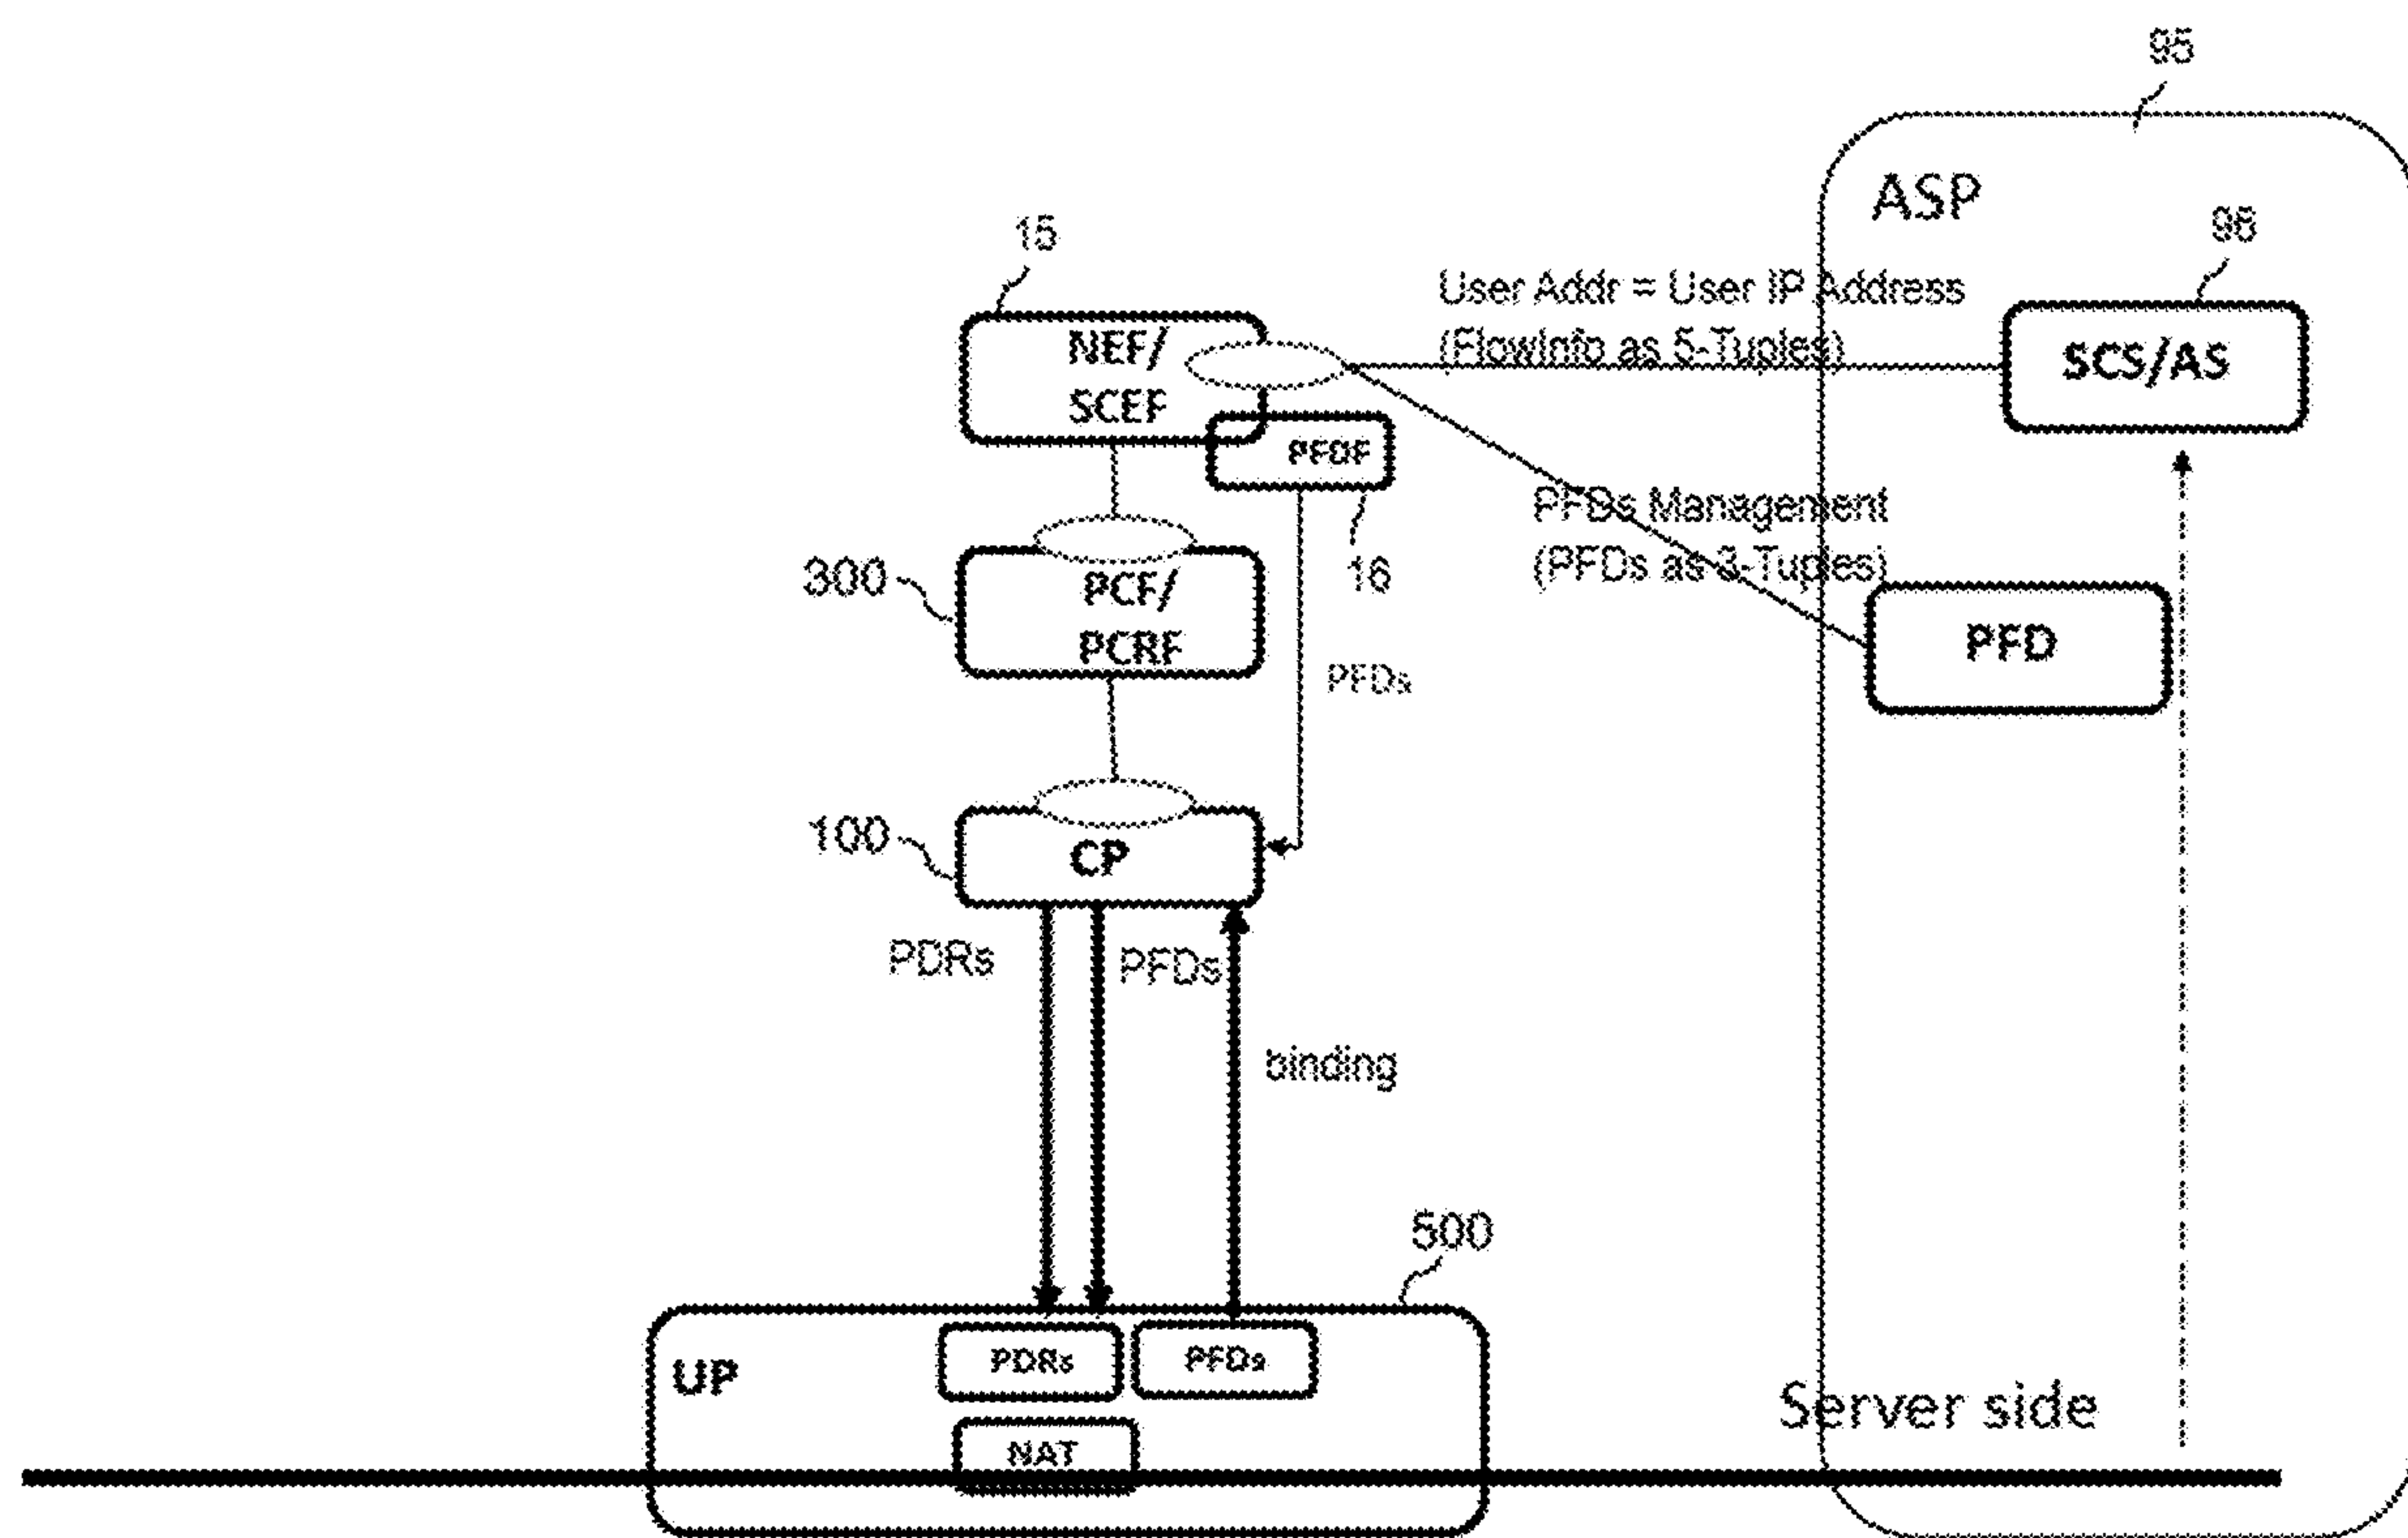 95
ASP
15
96
User Addr = User IP Address
(FlowInfo as 5-Tuples)
NEF/
SCEF
SCS/AS
PFDF
PFDs Management
(PFDs as 3-Tuples)
16
300
PCF/
PCRF
PFD
PFDs
100
CP
PDRs
PFDs
binding
500
UP
PDRs
PFDs
NAT
Server side